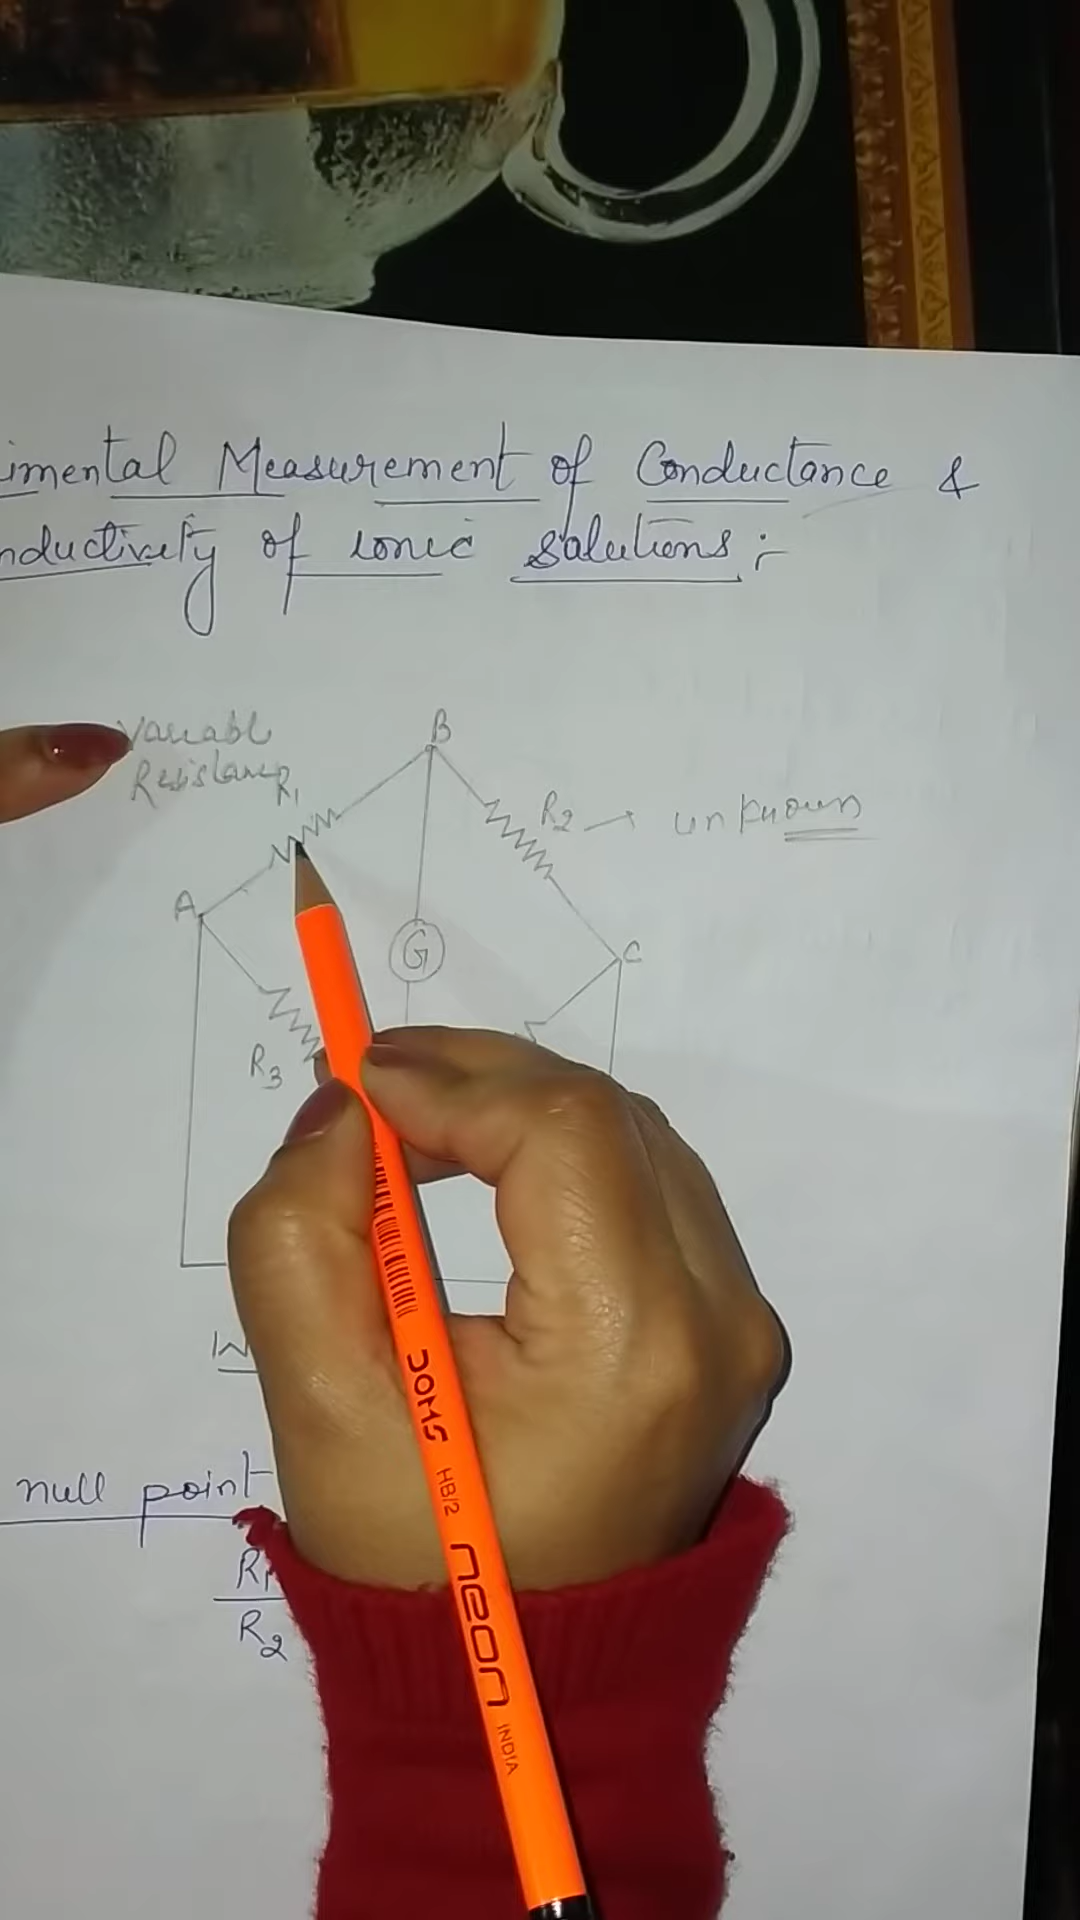 imental Measurement of Conductance &
nductivity of ionic solutions :-
Variabl
Resistance
R1
B
R2 → unknown
A
G
C
R3
W
null point
R1
R2
DOMS HB/2 neon INDIA